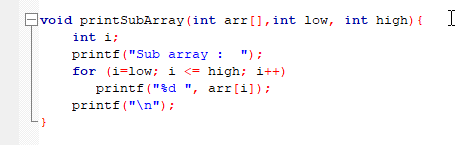 void printSubArray(int arr[],int low, int high){
int i;
printf("Sub array :  ");
for (i=low; i <= high; i++)
printf("%d ", arr[i]);
printf("\n");
}